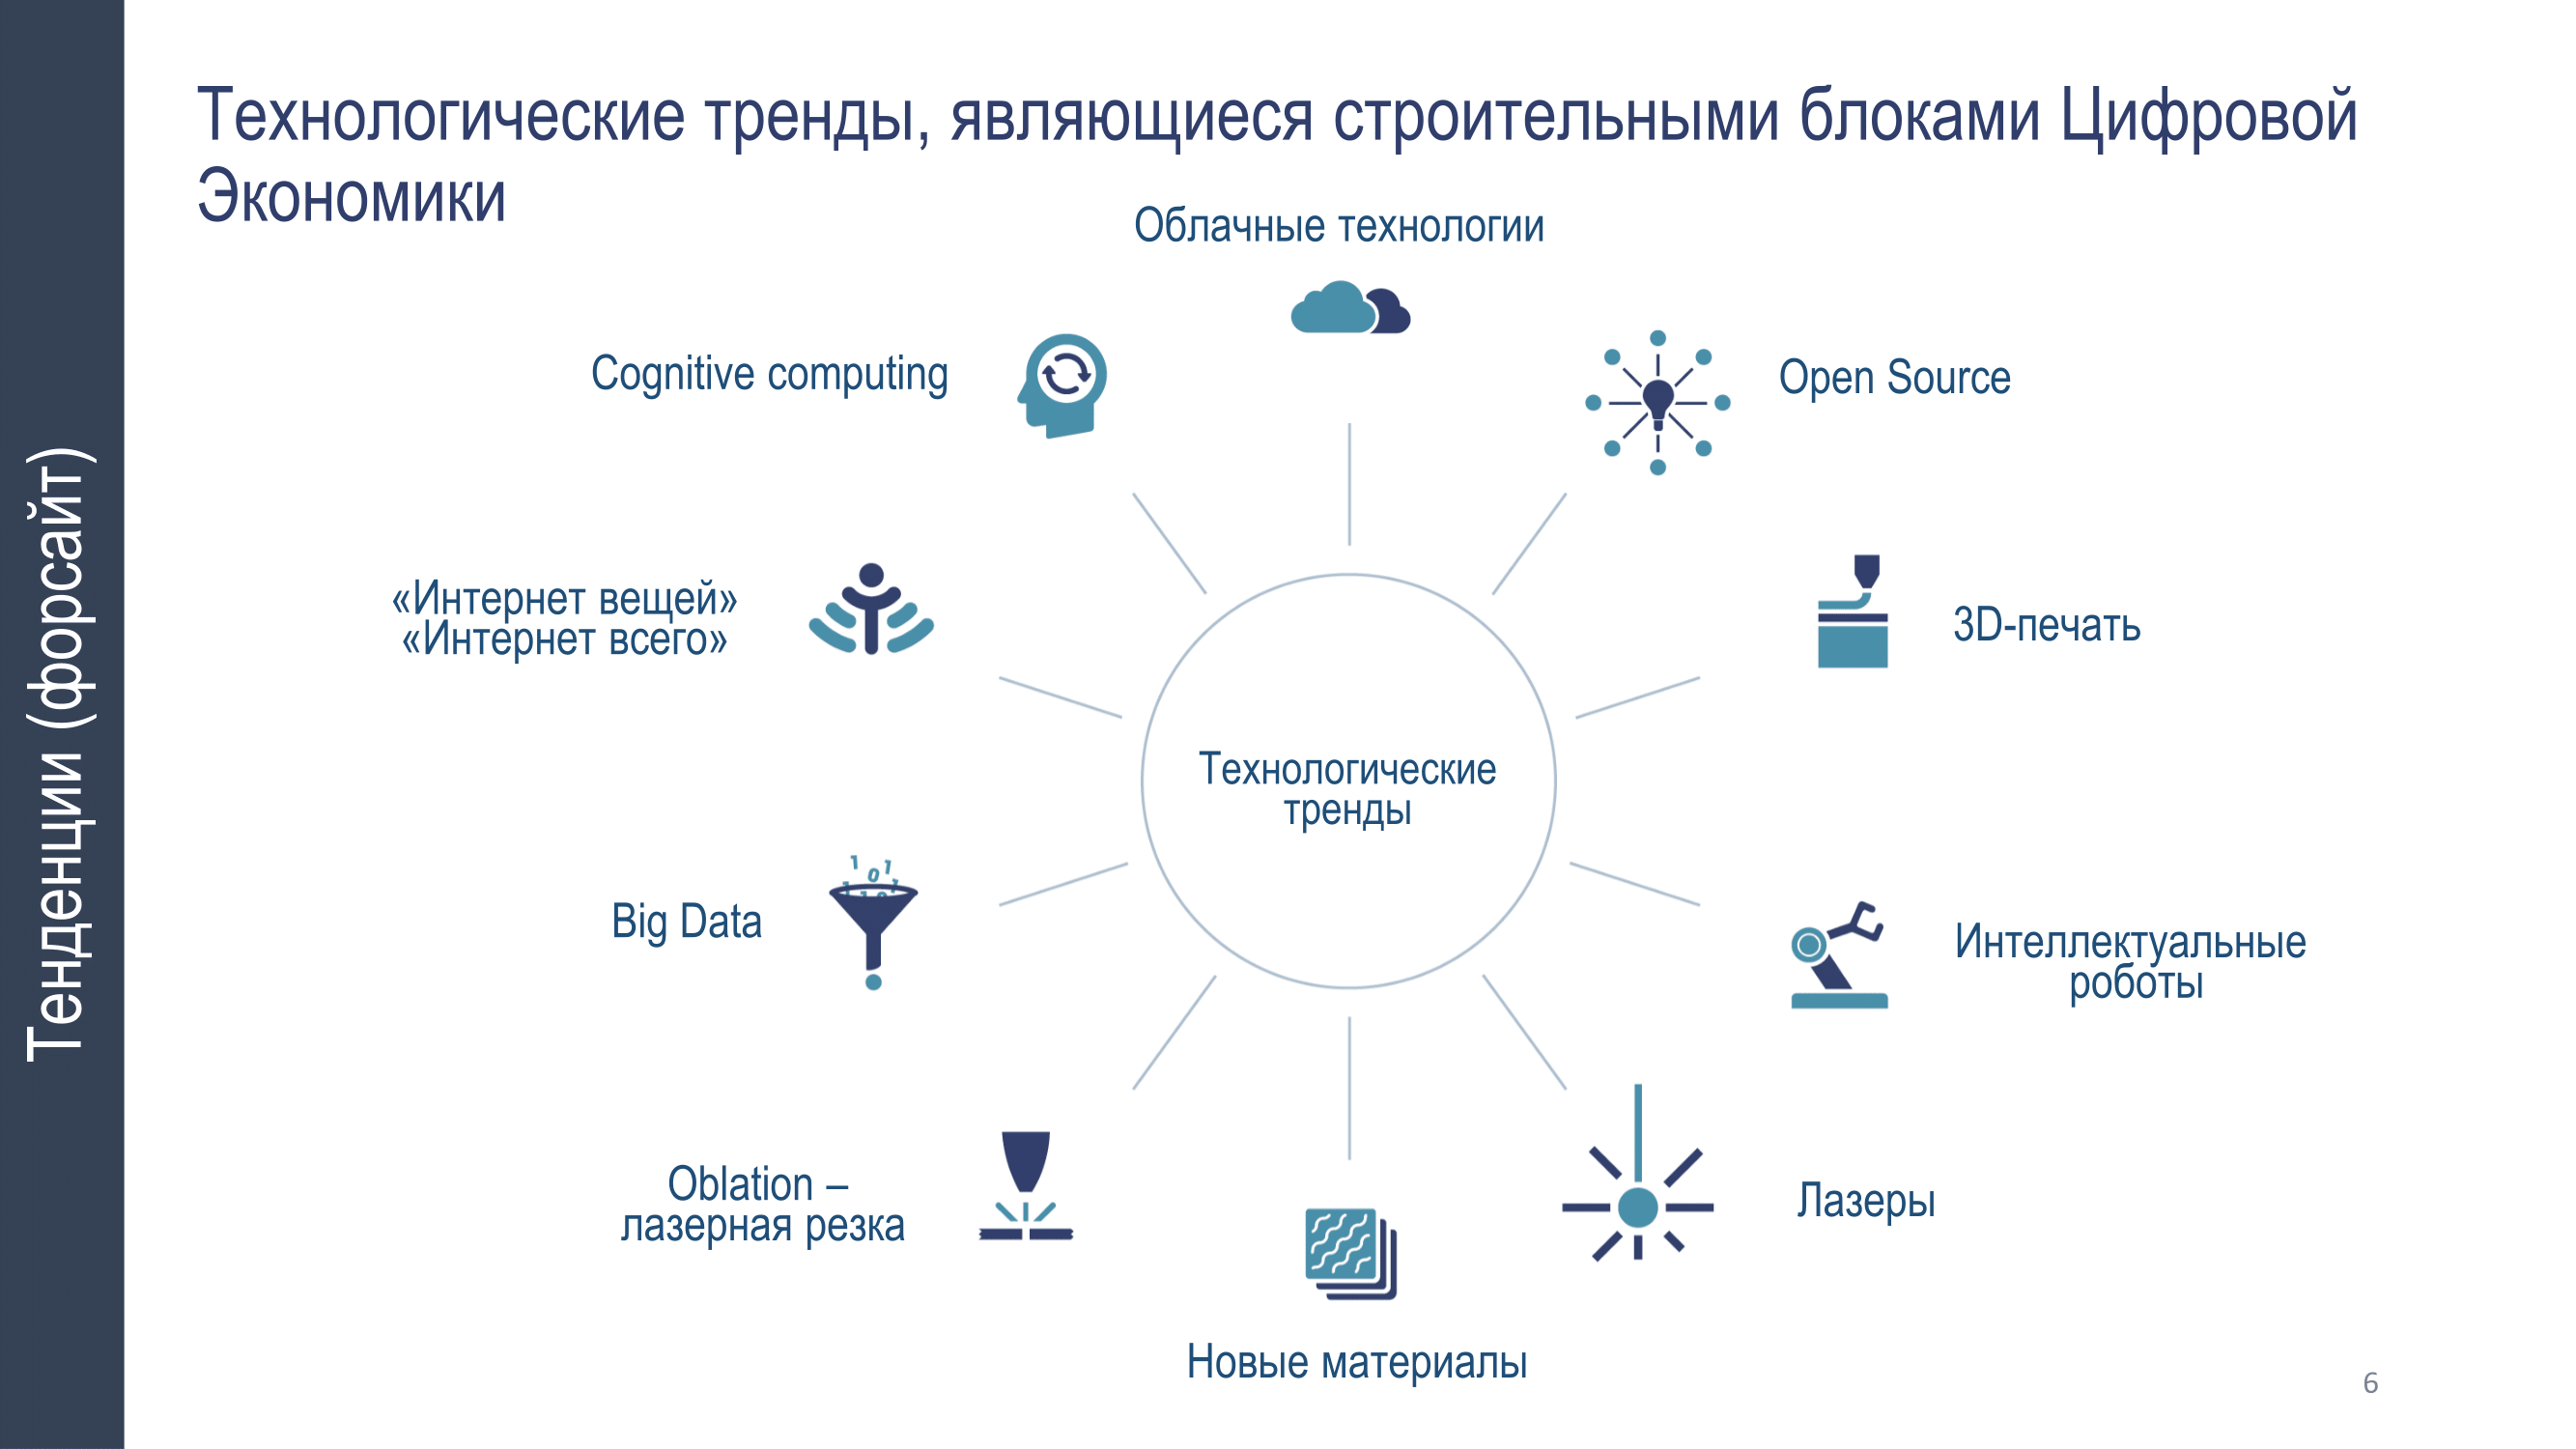 Тенденции (форсайт)
Технологические тренды, являющиеся строительными блоками Цифровой
Экономики
Облачные технологии
Cognitive computing
Open Source
«Интернет вещей»
«Интернет всего»
3D-печать
Технологические
тренды
Big Data
Интеллектуальные
роботы
Oblation –
лазерная резка
Лазеры
Новые материалы
6